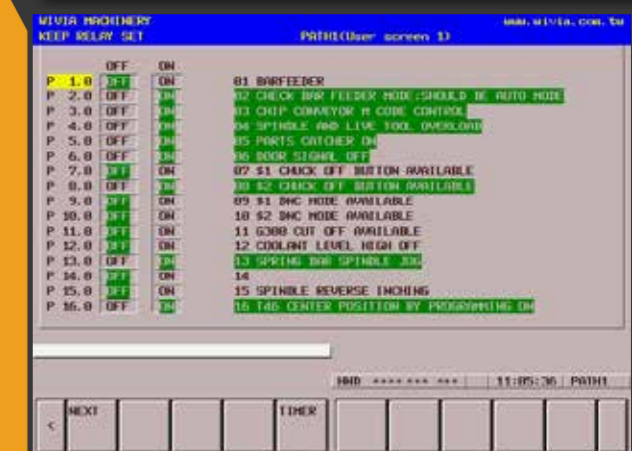 WIVIA MACHINERY www.wivia.com.tw
KEEP RELAY SET PATH1(User screen 1)
OFF ON
P 1.0 OFF ON 01 BARFEEDER
P 2.0 OFF ON 02 CHECK BAR FEEDER MODE :SHOULD BE AUTO MODE
P 3.0 OFF ON 03 CHIP CONVEYOR M CODE CONTROL
P 4.0 OFF ON 04 SPINDLE AND LIVE TOOL OVERLOAD
P 5.0 OFF ON 05 PARTS CATCHER ON
P 6.0 OFF ON 06 DOOR SIGNAL OFF
P 7.0 OFF ON 07 $1 CHUCK OFF BUTTON AVAILABLE
P 8.0 OFF ON 08 $2 CHUCK OFF BUTTON AVAILABLE
P 9.0 OFF ON 09 $1 DNC MODE AVAILABLE
P 10.0 OFF ON 10 $2 DNC MODE AVAILABLE
P 11.0 OFF ON 11 G300 CUT OFF AVAILABLE
P 12.0 OFF ON 12 COOLANT LEVEL HIGH OFF
P 13.0 OFF ON 13 SPRING BAR SPINDLE JOG
P 14.0 OFF ON 14
P 15.0 OFF ON 15 SPINDLE REVERSE INCHING
P 16.0 OFF ON 16 T46 CENTER POSITION BY PROGRAMMING ON
HND **** *** *** 11:05:36 PATH1
< NEXT TIMER